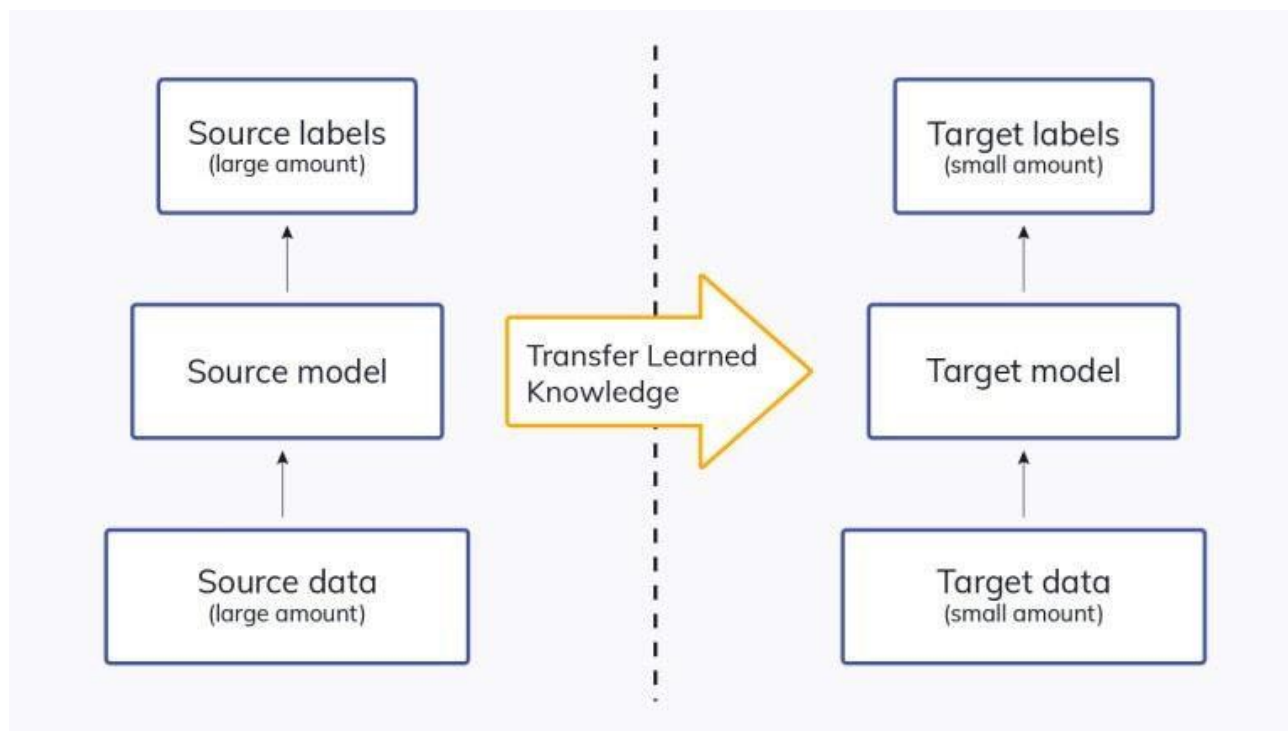 Source labels
(large amount)
Source model
Source data
(large amount)
Transfer Learned
Knowledge
Target labels
(small amount)
Target model
Target data
(small amount)